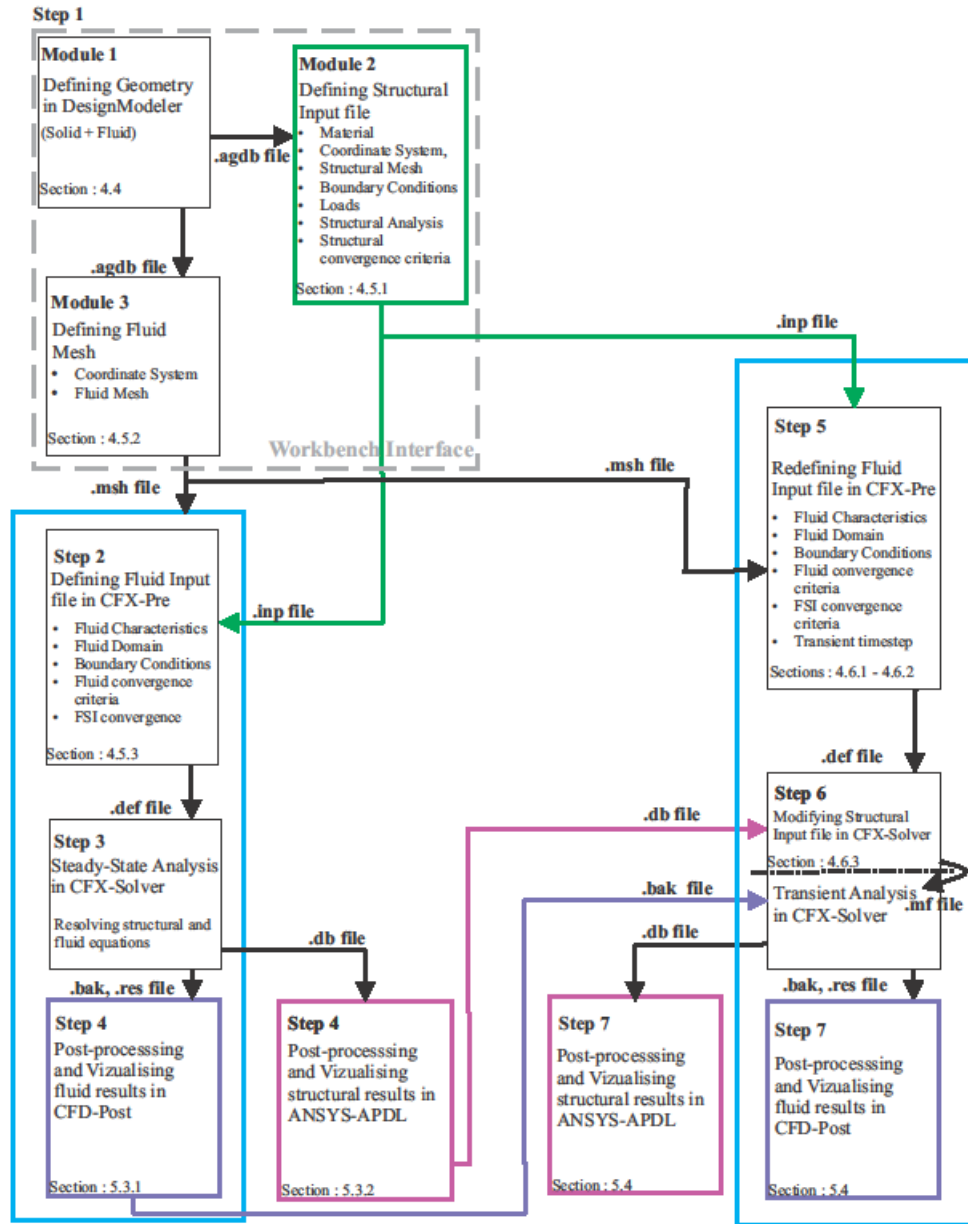 Step 1
Module 1
Defining Geometry
in DesignModeler
(Solid + Fluid)
Section : 4.4
.agdb file
Module 2
Defining Structural
Input file
• Material
• Coordinate System,
• Structural Mesh
• Boundary Conditions
• Loads
• Structural Analysis
• Structural
convergence criteria
Section : 4.5.1
.agdb file
Module 3
Defining Fluid
Mesh
• Coordinate System
• Fluid Mesh
Section : 4.5.2
Workbench Interface
.inp file
.msh file
.msh file
Step 2
Defining Fluid Input
file in CFX-Pre
• Fluid Characteristics
• Fluid Domain
• Boundary Conditions
• Fluid convergence
criteria
• FSI convergence
Section : 4.5.3
.inp file
Step 5
Redefining Fluid
Input file in CFX-Pre
• Fluid Characteristics
• Fluid Domain
• Boundary Conditions
• Fluid convergence
criteria
• FSI convergence
criteria
• Transient timestep
Sections : 4.6.1 - 4.6.2
.def file
.def file
Step 3
Steady-State Analysis
in CFX-Solver
Resolving structural and
fluid equations
.db file
.bak, .res file
.db file
.bak file
Step 6
Modifying Structural
Input file in CFX-Solver
Section : 4.6.3
Transient Analysis
in CFX-Solver
.mf file
.db file
.bak, .res file
Step 4
Post-processsing
and Vizualising
fluid results in
CFD-Post
Section : 5.3.1
Step 4
Post-processsing
and Vizualising
structural results in
ANSYS-APDL
Section : 5.3.2
Step 7
Post-processsing
and Vizualising
structural results in
ANSYS-APDL
Section : 5.4
Step 7
Post-processsing
and Vizualising
fluid results in
CFD-Post
Section : 5.4